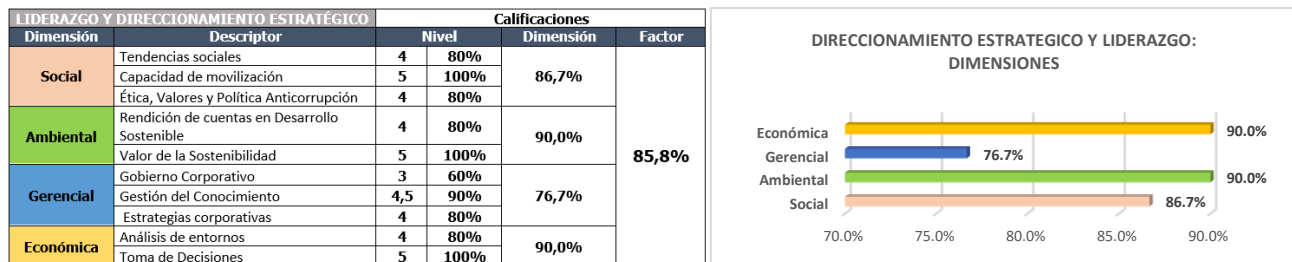 LIDERAZGO Y DIRECCIONAMIENTO ESTRATÉGICO Calificaciones
Dimensión Descriptor Nivel Dimensión Factor
Social Tendencias sociales 4 80% 86,7% 85,8%
Capacidad de movilización 5 100%
Ética, Valores y Política Anticorrupción 4 80%
Ambiental Rendición de cuentas en Desarrollo
Sostenible 4 80% 90,0%
Valor de la Sostenibilidad 5 100%
Gerencial Gobierno Corporativo 3 60% 76,7%
Gestión del Conocimiento 4,5 90%
Estrategias corporativas 4 80%
Económica Análisis de entornos 4 80% 90,0%
Toma de Decisiones 5 100%
DIRECCIONAMIENTO ESTRATEGICO Y LIDERAZGO:
DIMENSIONES
Económica 90.0%
Gerencial 76.7%
Ambiental 90.0%
Social 86.7%
70.0% 75.0% 80.0% 85.0% 90.0%